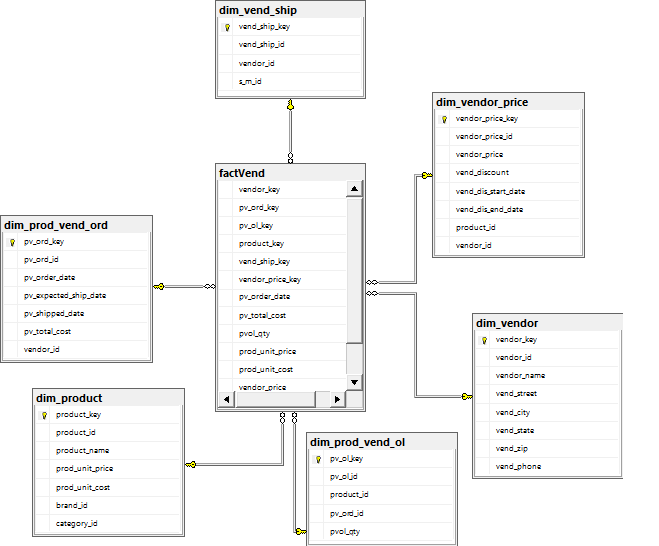 dim_vend_ship
vend_ship_key
vend_ship_id
vendor_id
s_m_id
dim_vendor_price
vendor_price_key
vendor_price_id
vendor_price
vend_discount
vend_dis_start_date
vend_dis_end_date
product_id
vendor_id
factVend
vendor_key
pv_ord_key
pv_ol_key
product_key
vend_ship_key
vendor_price_key
pv_order_date
pv_total_cost
pvol_qty
prod_unit_price
prod_unit_cost
vendor_price
dim_prod_vend_ord
pv_ord_key
pv_ord_id
pv_order_date
pv_expected_ship_date
pv_shipped_date
pv_total_cost
vendor_id
dim_vendor
vendor_key
vendor_id
vendor_name
vend_street
vend_city
vend_state
vend_zip
vend_phone
dim_product
product_key
product_id
product_name
prod_unit_price
prod_unit_cost
brand_id
category_id
dim_prod_vend_ol
pv_ol_key
pv_ol_id
product_id
pv_ord_id
pvol_qty